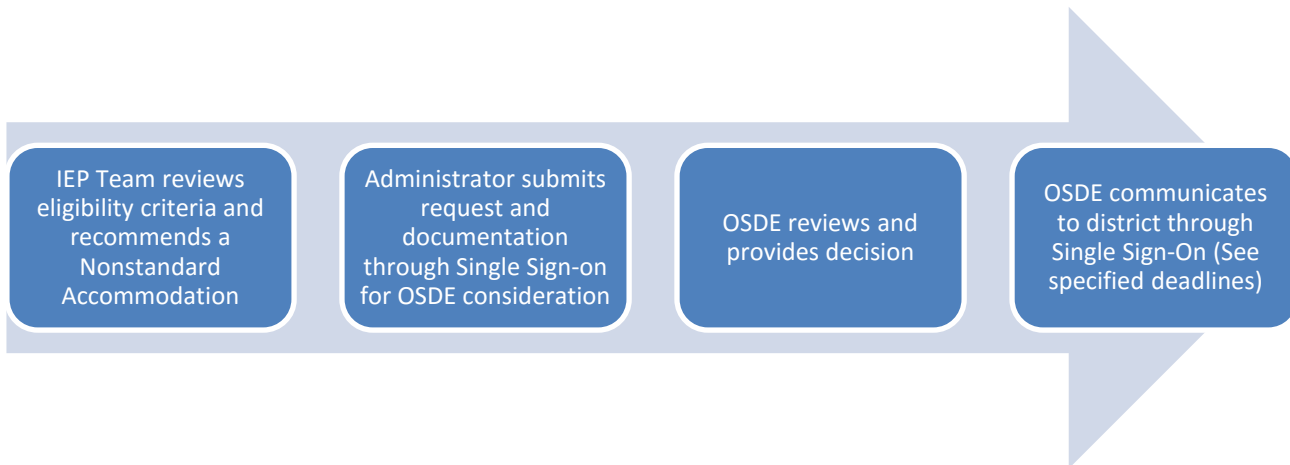 IEP Team reviews
eligibility criteria and
recommends a
Nonstandard
Accommodation
Administrator submits
request and
documentation
through Single Sign-on
for OSDE consideration
OSDE reviews and
provides decision
OSDE communicates
to district through
Single Sign-On (See
specified deadlines)